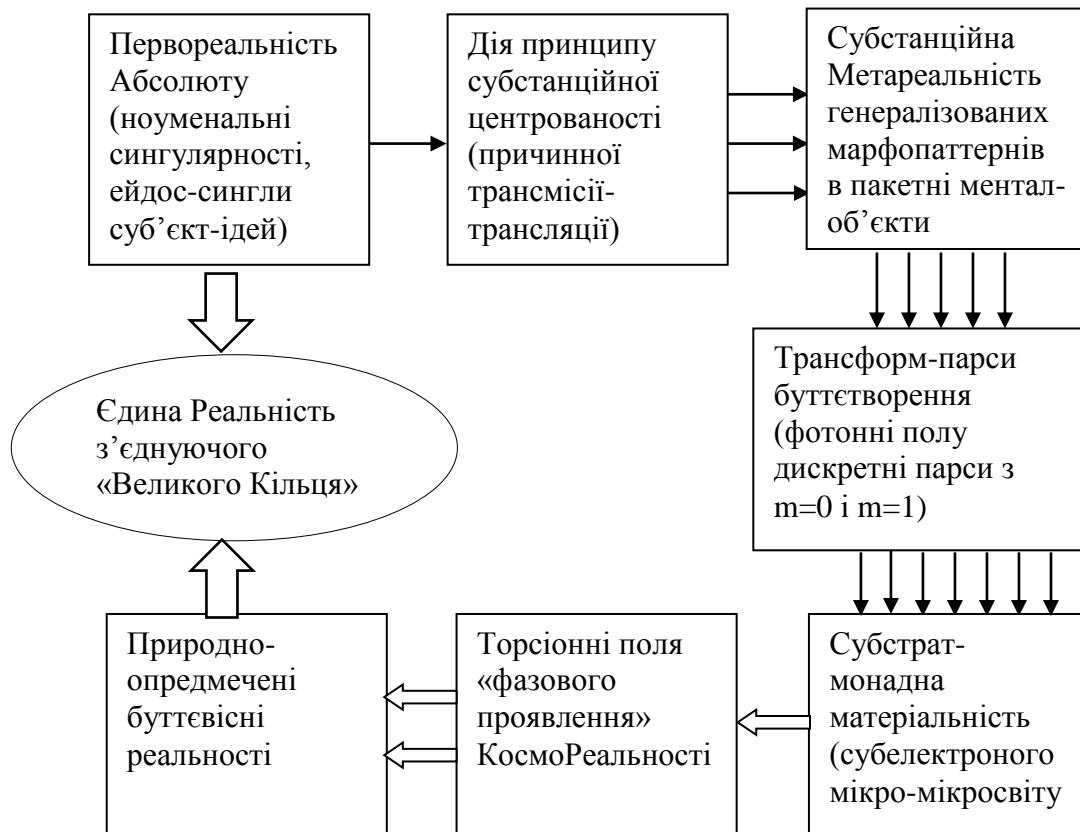 Первореальність
Абсолюту
(ноуменальні
сингулярності,
ейдос-сингли
суб’єкт-ідей)
Дія принципу
субстанційної
центрованості
(причинної
трансмісії-
трансляції)
Субстанційна
Метареальність
генералізованих
марфопаттернів
в пакетні ментал-
об’єкти
Трансформ-парси
буттєтворення
(фотонні полу
дискретні парси з
m=0 і m=1)
Єдина Реальність
з’єднуючого
«Великого Кільця»
Природно-
опредмечені
буттєвісні
реальності
Торсіонні поля
«фазового
проявлення»
КосмоРеальності
Субстрат-
монадна
матеріальність
(субелектроного
мікро-мікросвіту